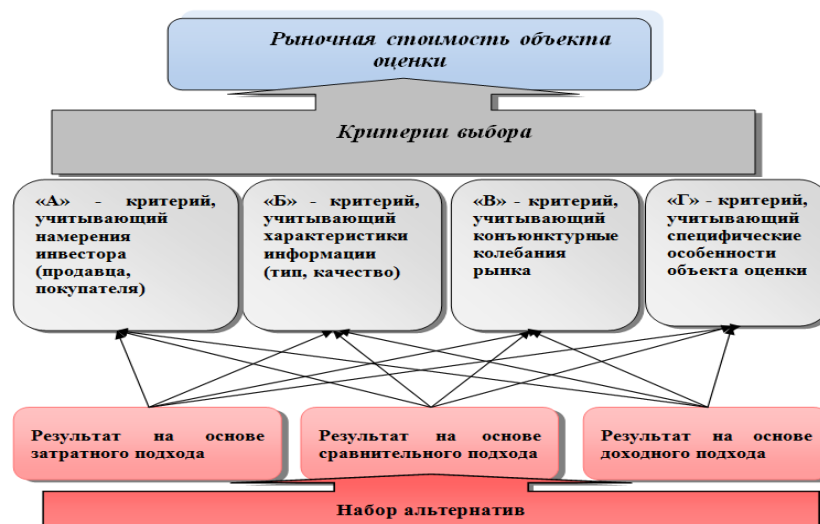 Рыночная стоимость объекта
оценки
Критерии выбора
«А» - критерий,
учитывающий
намерения
инвестора
(продавца,
покупателя)
«Б» - критерий,
учитывающий
характеристики
информации
(тип, качество)
«В» - критерий,
учитывающий
конъюнктурные
колебания
рынка
«Г» - критерий,
учитывающий
специфические
особенности
объекта оценки
Результат на основе
затратного подхода
Результат на основе
сравнительного подхода
Результат на основе
доходного подхода
Набор альтернатив